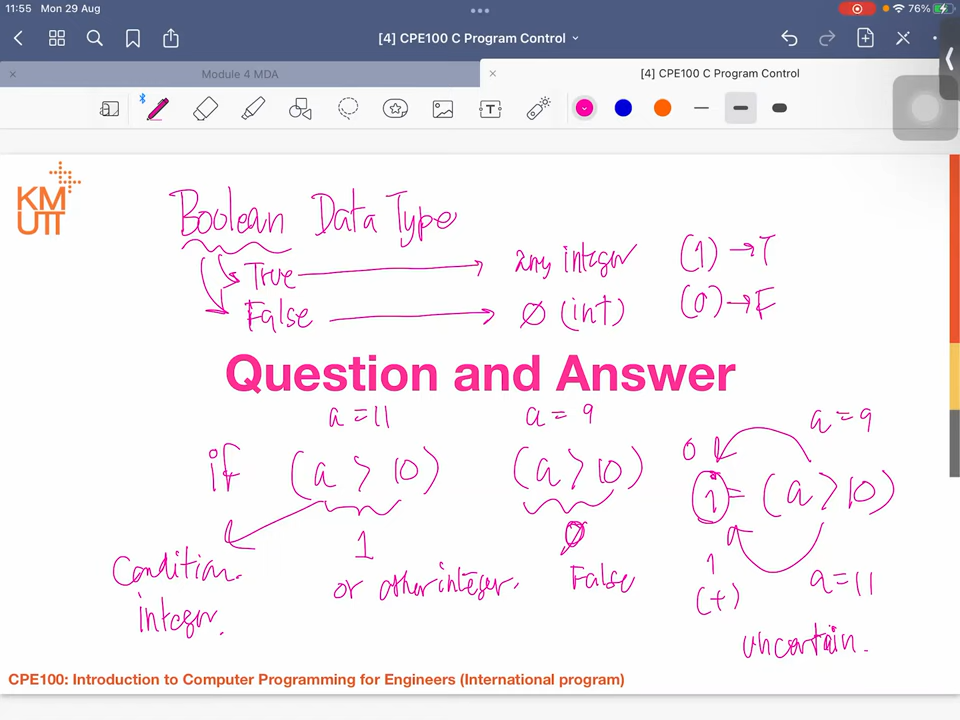 11:55 Mon 29 Aug
76%
[4] CPE100 C Program Control
Module 4 MDA
[4] CPE100 C Program Control
T
KM
UTT
Boolean Data Type
True any integer (1) → T
False ∅ (int) (0) → F
Question and Answer
a = 11 a = 9 a = 9
if (a > 10) (a > 10) 0 i = (a > 10)
1 ∅ 1 a = 11
Condition. or other integer. False (+)
integer. uncertain.
CPE100: Introduction to Computer Programming for Engineers (International program)